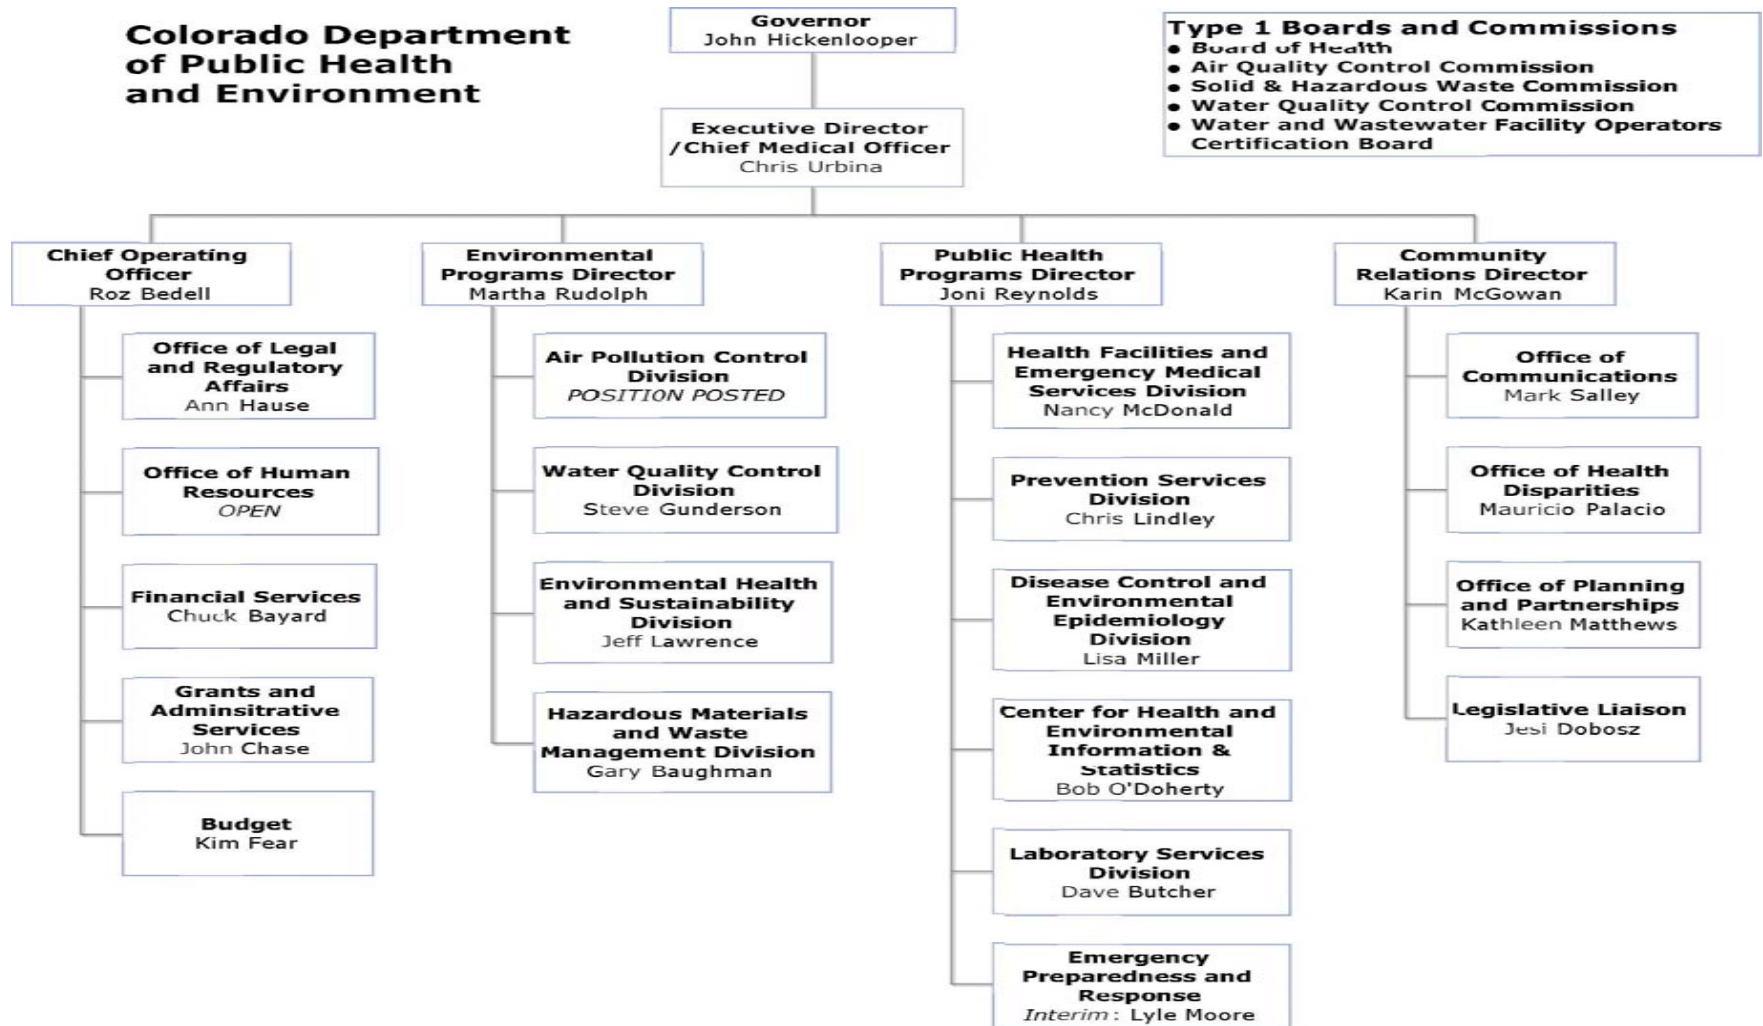 Colorado Department
of Public Health
and Environment
Governor
John Hickenlooper
Type 1 Boards and Commissions
● Board of Health
● Air Quality Control Commission
● Solid & Hazardous Waste Commission
● Water Quality Control Commission
● Water and Wastewater Facility Operators
Certification Board
Executive Director
/Chief Medical Officer
Chris Urbina
Chief Operating
Officer
Roz Bedell
Office of Legal
and Regulatory
Affairs
Ann Hause
Office of Human
Resources
OPEN
Financial Services
Chuck Bayard
Grants and
Adminsitrative
Services
John Chase
Budget
Kim Fear
Environmental
Programs Director
Martha Rudolph
Air Pollution Control
Division
POSITION POSTED
Water Quality Control
Division
Steve Gunderson
Environmental Health
and Sustainability
Division
Jeff Lawrence
Hazardous Materials
and Waste
Management Division
Gary Baughman
Public Health
Programs Director
Joni Reynolds
Health Facilities and
Emergency Medical
Services Division
Nancy McDonald
Prevention Services
Division
Chris Lindley
Disease Control and
Environmental
Epidemiology
Division
Lisa Miller
Center for Health and
Environmental
Information &
Statistics
Bob O'Doherty
Laboratory Services
Division
Dave Butcher
Emergency
Preparedness and
Response
Interim: Lyle Moore
Community
Relations Director
Karin McGowan
Office of
Communications
Mark Salley
Office of Health
Disparities
Mauricio Palacio
Office of Planning
and Partnerships
Kathleen Matthews
Legislative Liaison
Jesi Dobosz